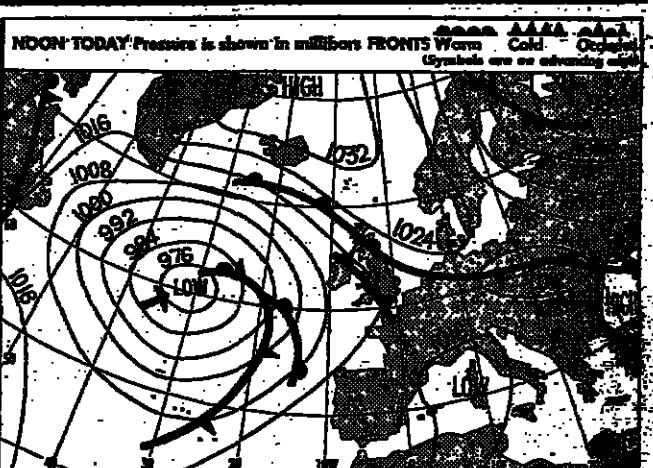 NOON TODAY Pressure is shown in millibars FRONTS Warm Cold Occluded
(Symbols are on advancing edge)
HIGH
1016
1032
1008
1000
992
1024
984
976
LOW
1016
HIGH
LOW